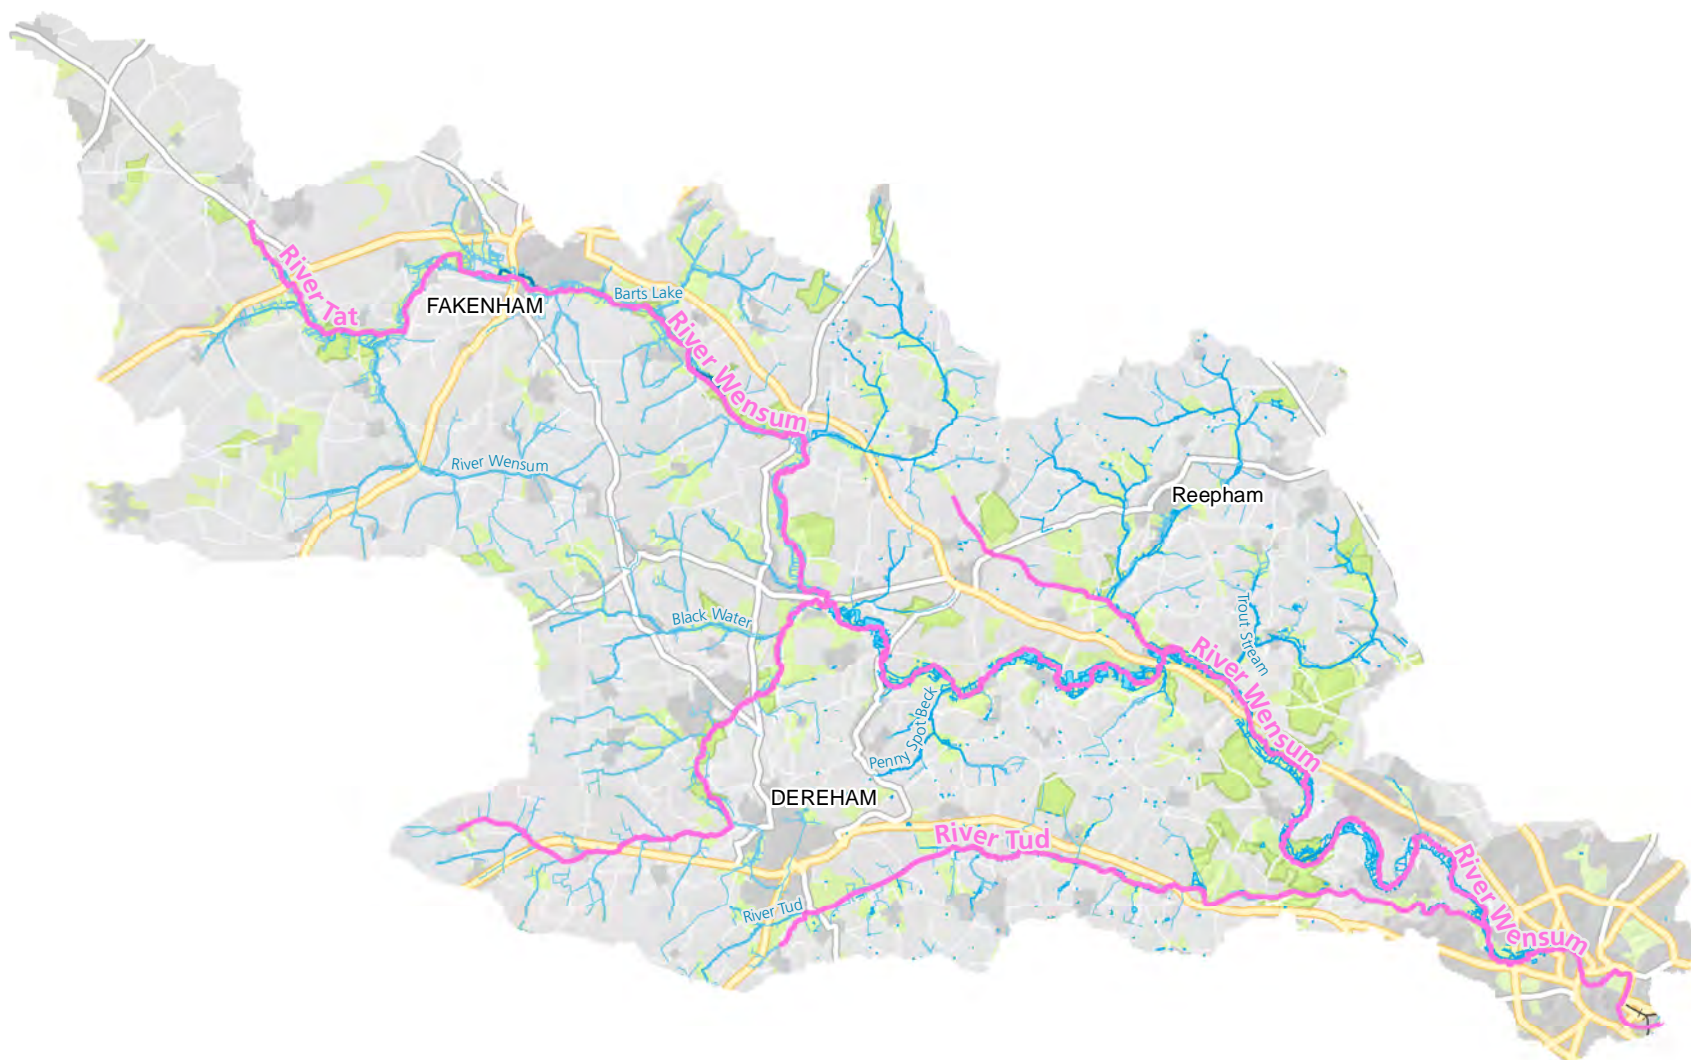 River Tat
FAKENHAM
Barts Lake
River Wensum
River Wensum
Reepham
Black Water
Trout Stream
River Wensum
Penny Spot Beck
DEREHAM
River Tud
River Tud
River Wensum